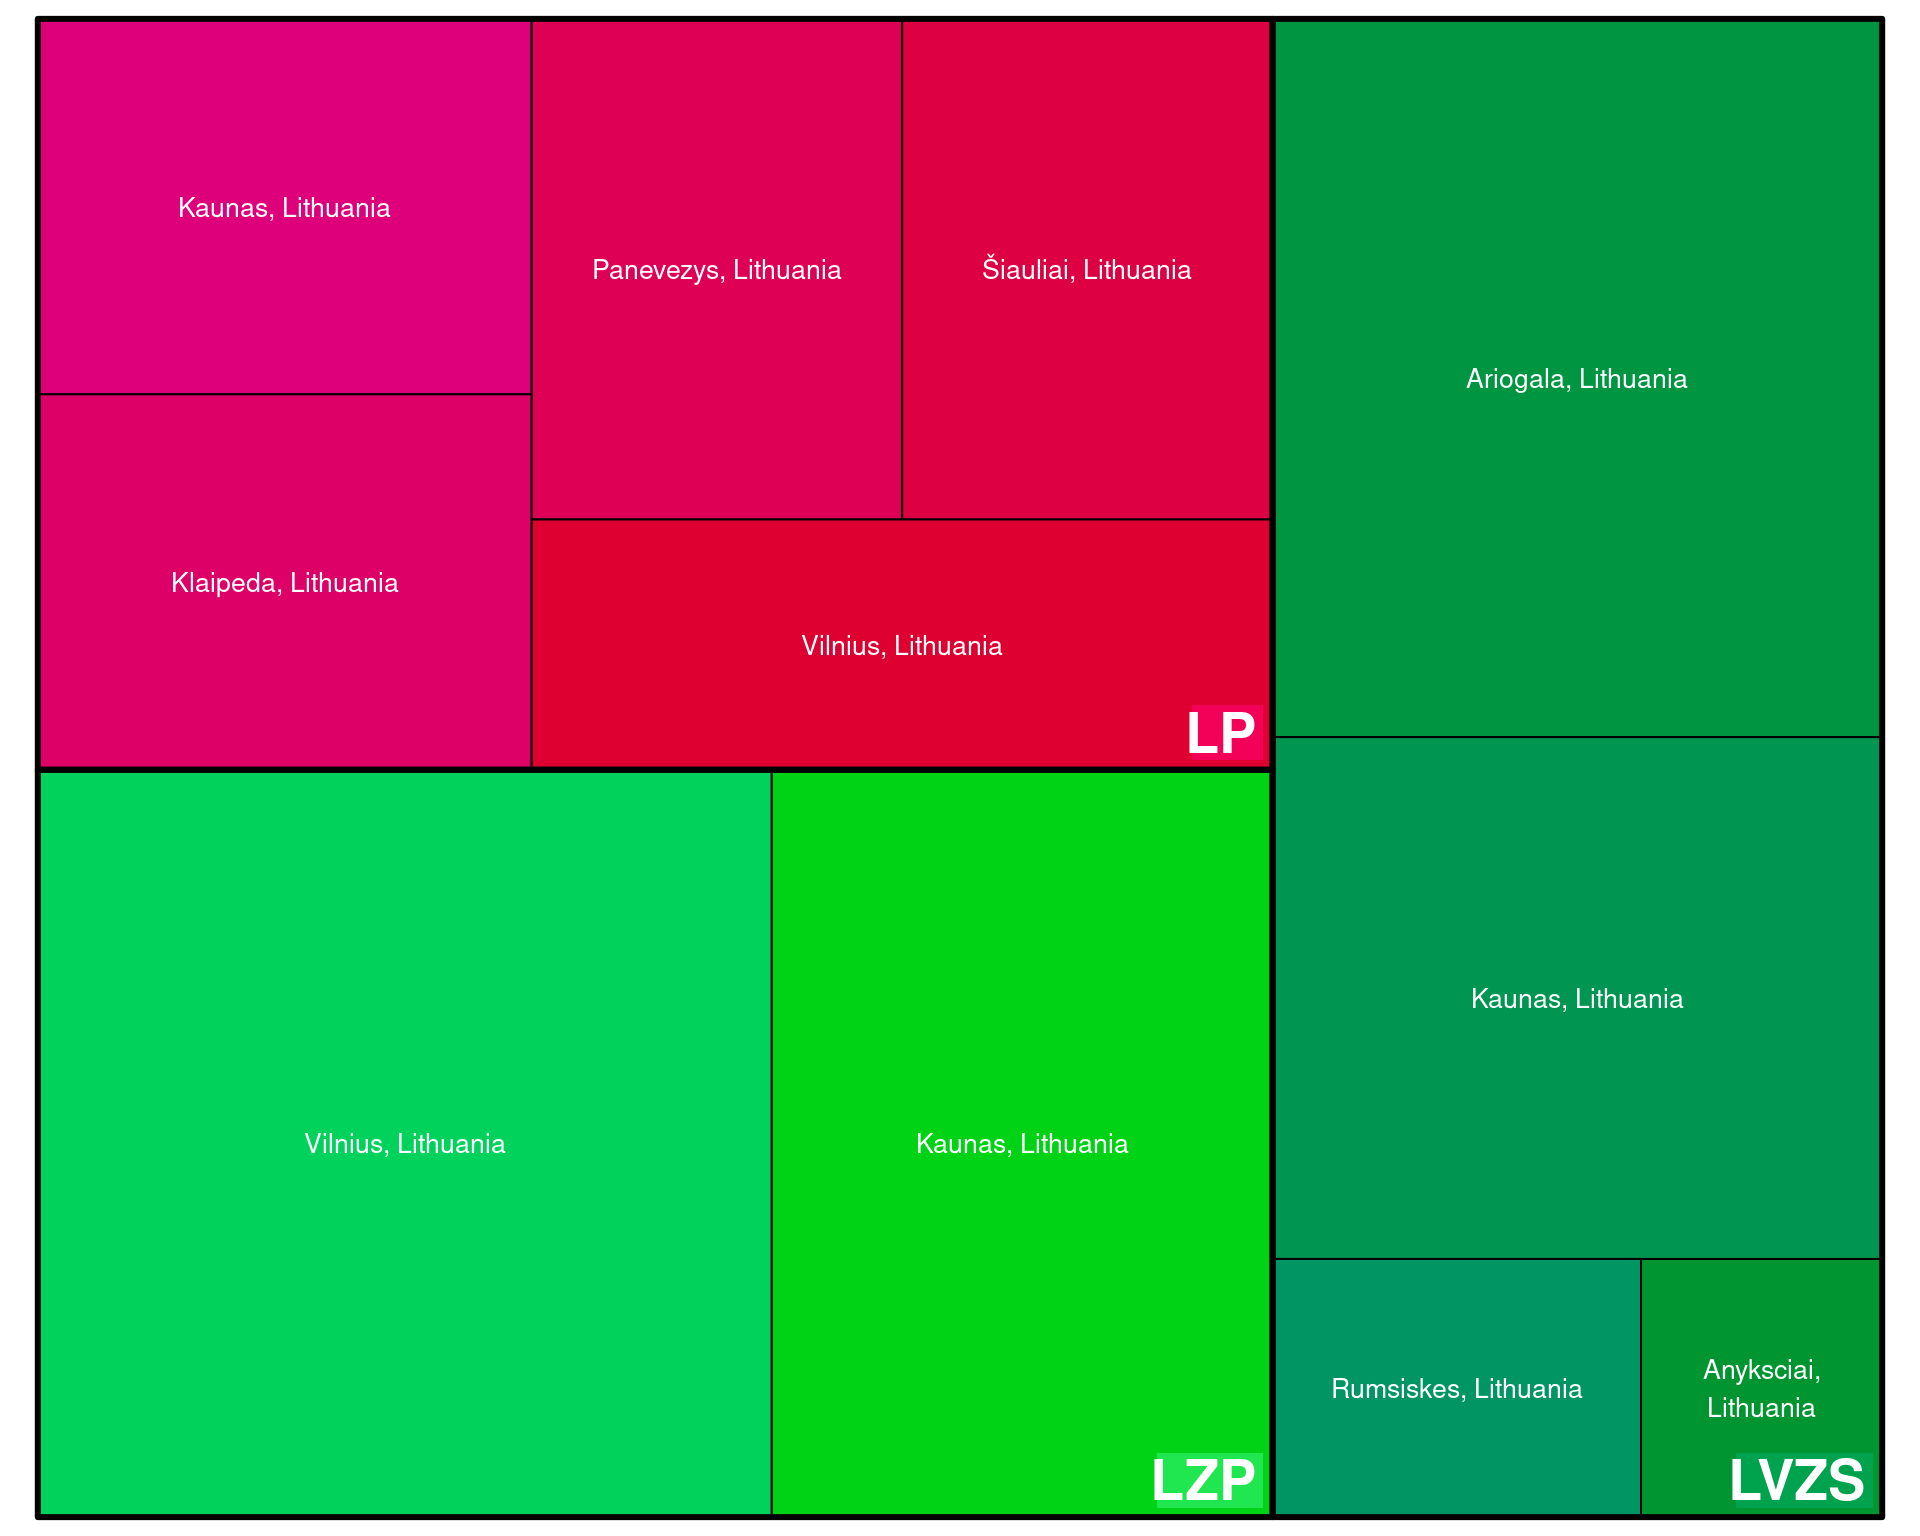 Kaunas, Lithuania
Panevezys, Lithuania
Šiauliai, Lithuania
Klaipeda, Lithuania
Vilnius, Lithuania
LP
Vilnius, Lithuania
Kaunas, Lithuania
LZP
Ariogala, Lithuania
Kaunas, Lithuania
Rumsiskes, Lithuania
Anyksciai,
Lithuania
LVZS